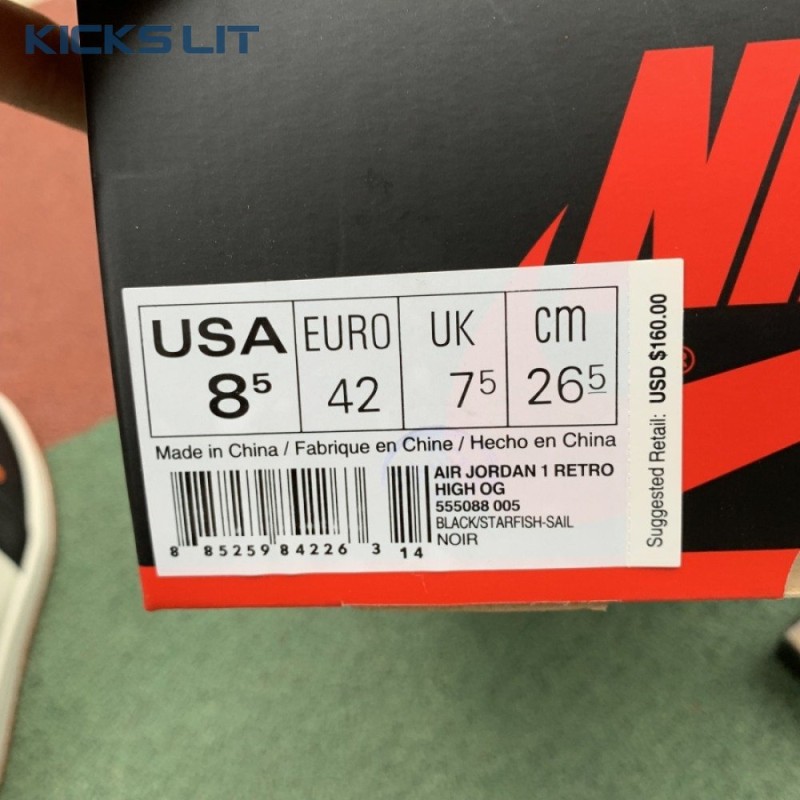 KICKS LIT
NI
®
USA EURO UK cm
8⁵ 42 7⁵ 26⁵
Made in China / Fabrique en Chine / Hecho en China
AIR JORDAN 1 RETRO
HIGH OG
555088 005
BLACK/STARFISH-SAIL
NOIR
8 85259 84226 3 14
Suggested Retail: USD $160.00